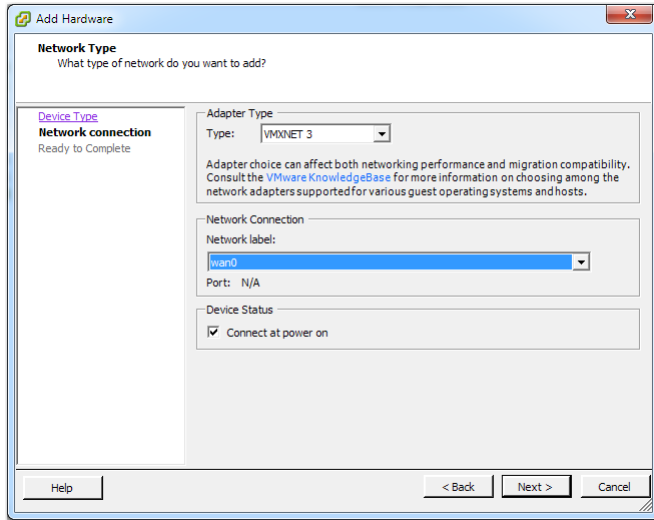 Add Hardware
Network Type
What type of network do you want to add?
Device Type
Network connection
Ready to Complete
Adapter Type
Type: VMXNET 3
Adapter choice can affect both networking performance and migration compatibility.
Consult the VMware KnowledgeBase for more information on choosing among the
network adapters supported for various guest operating systems and hosts.
Network Connection
Network label:
wan0
Port: N/A
Device Status
Connect at power on
Help
< Back
Next >
Cancel